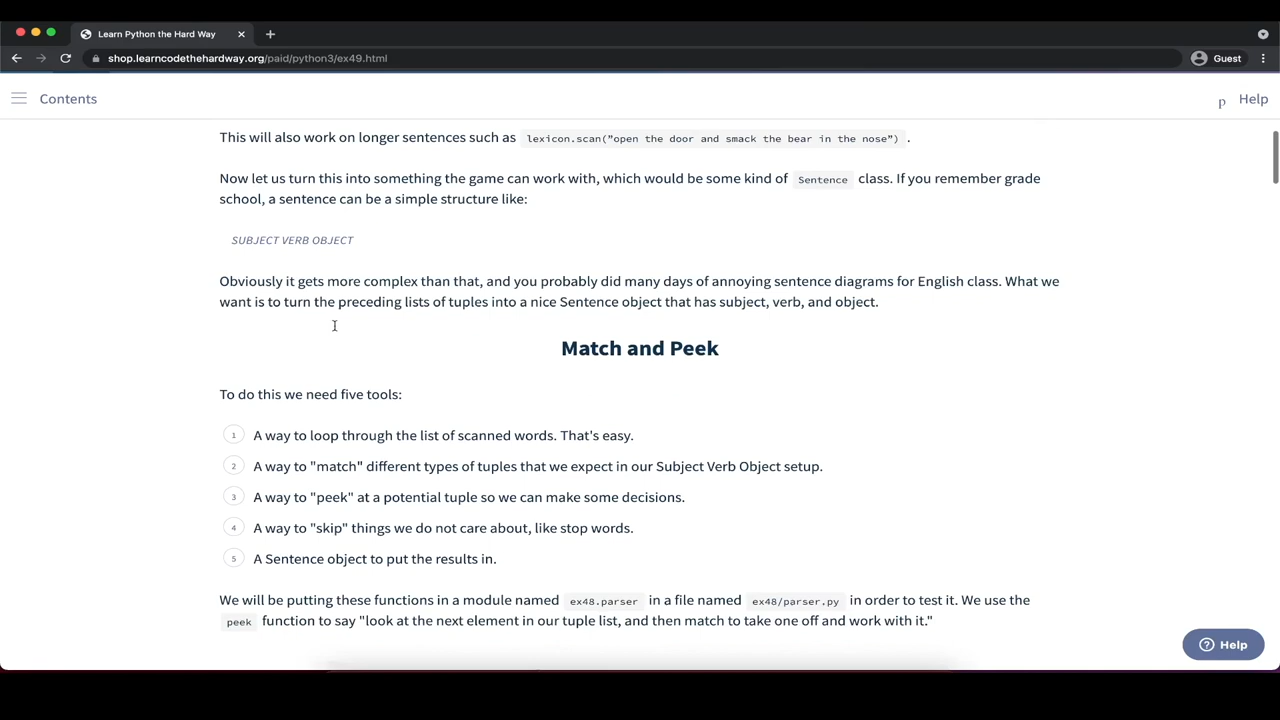 Learn Python the Hard Way
shop.learncodethehardway.org/paid/python3/ex49.html
Guest
Contents
p Help
This will also work on longer sentences such as lexicon.scan("open the door and smack the bear in the nose") .
Now let us turn this into something the game can work with, which would be some kind of Sentence class. If you remember grade
school, a sentence can be a simple structure like:
SUBJECT VERB OBJECT
Obviously it gets more complex than that, and you probably did many days of annoying sentence diagrams for English class. What we
want is to turn the preceding lists of tuples into a nice Sentence object that has subject, verb, and object.
Match and Peek
To do this we need five tools:
1 A way to loop through the list of scanned words. That's easy.
2 A way to "match" different types of tuples that we expect in our Subject Verb Object setup.
3 A way to "peek" at a potential tuple so we can make some decisions.
4 A way to "skip" things we do not care about, like stop words.
5 A Sentence object to put the results in.
We will be putting these functions in a module named ex48.parser in a file named ex48/parser.py in order to test it. We use the
peek function to say "look at the next element in our tuple list, and then match to take one off and work with it."
Help